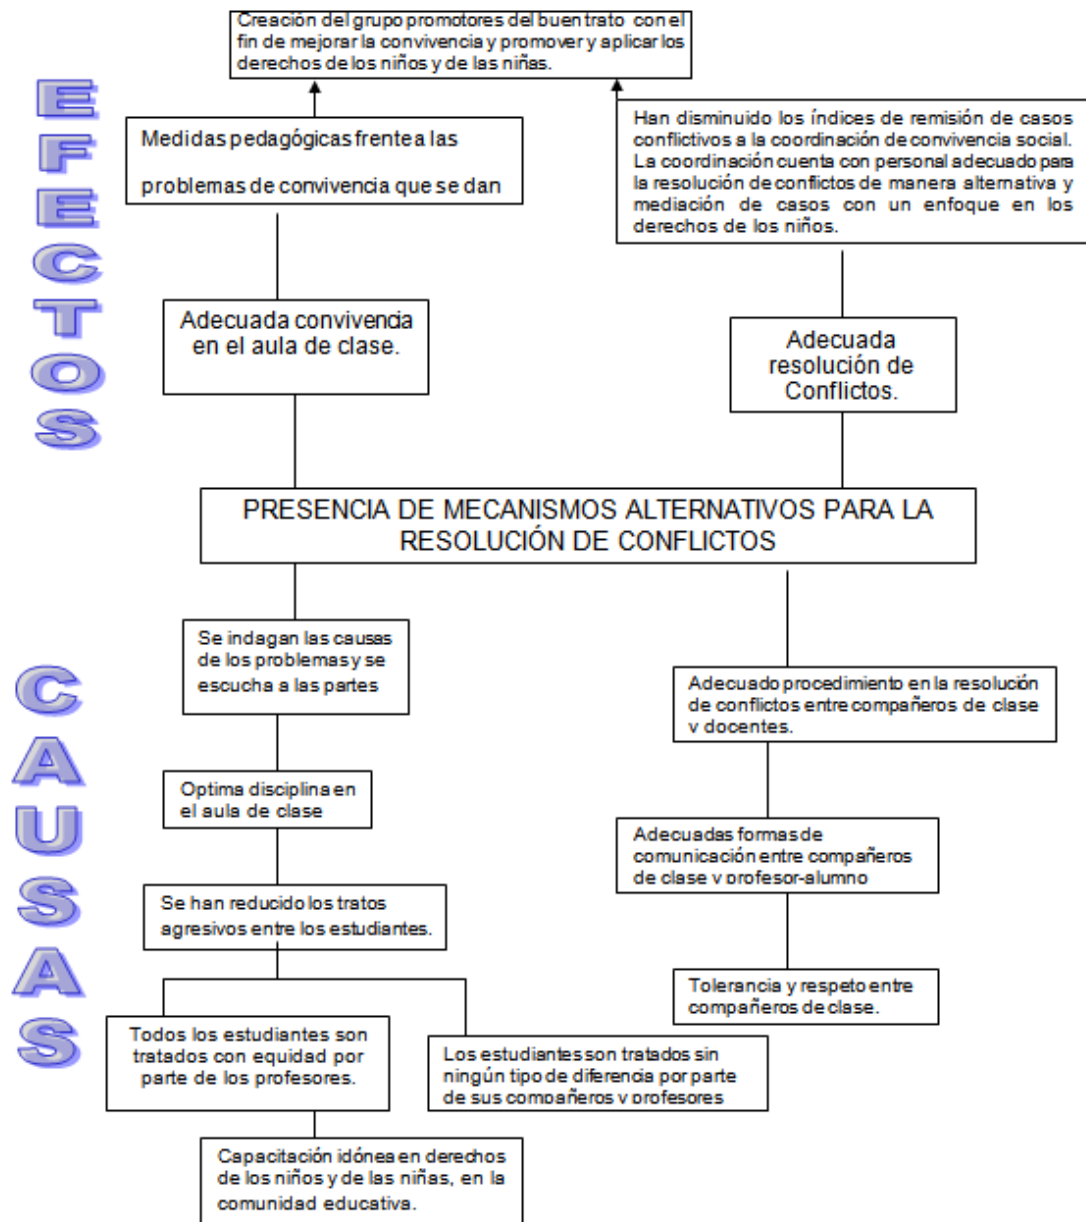 Creación del grupo promotores del buen trato con el
fin de mejorar la convivencia y promover y aplicar los
derechos de los niños y de las niñas.
EFECTOS
Medidas pedagógicas frente a las
problemas de convivencia que se dan
Han disminuido los índices de remisión de casos
conflictivos a la coordinación de convivencia social.
La coordinación cuenta con personal adecuado para
la resolución de conflictos de manera alternativa y
mediación de casos con un enfoque en los
derechos de los niños.
Adecuada convivencia
en el aula de clase.
Adecuada
resolución de
Conflictos.
PRESENCIA DE MECANISMOS ALTERNATIVOS PARA LA
RESOLUCIÓN DE CONFLICTOS
CAUSAS
Se indagan las causas
de los problemas y se
escucha a las partes
Adecuado procedimiento en la resolución
de conflictos entre compañeros de clase
y docentes.
Optima disciplina en
el aula de clase
Adecuadas formas de
comunicación entre compañeros
de clase y profesor-alumno
Se han reducido los tratos
agresivos entre los estudiantes.
Tolerancia y respeto entre
compañeros de clase.
Todos los estudiantes son
tratados con equidad por
parte de los profesores.
Los estudiantes son tratados sin
ningún tipo de diferencia por parte
de sus compañeros y profesores
Capacitación idónea en derechos
de los niños y de las niñas, en la
comunidad educativa.